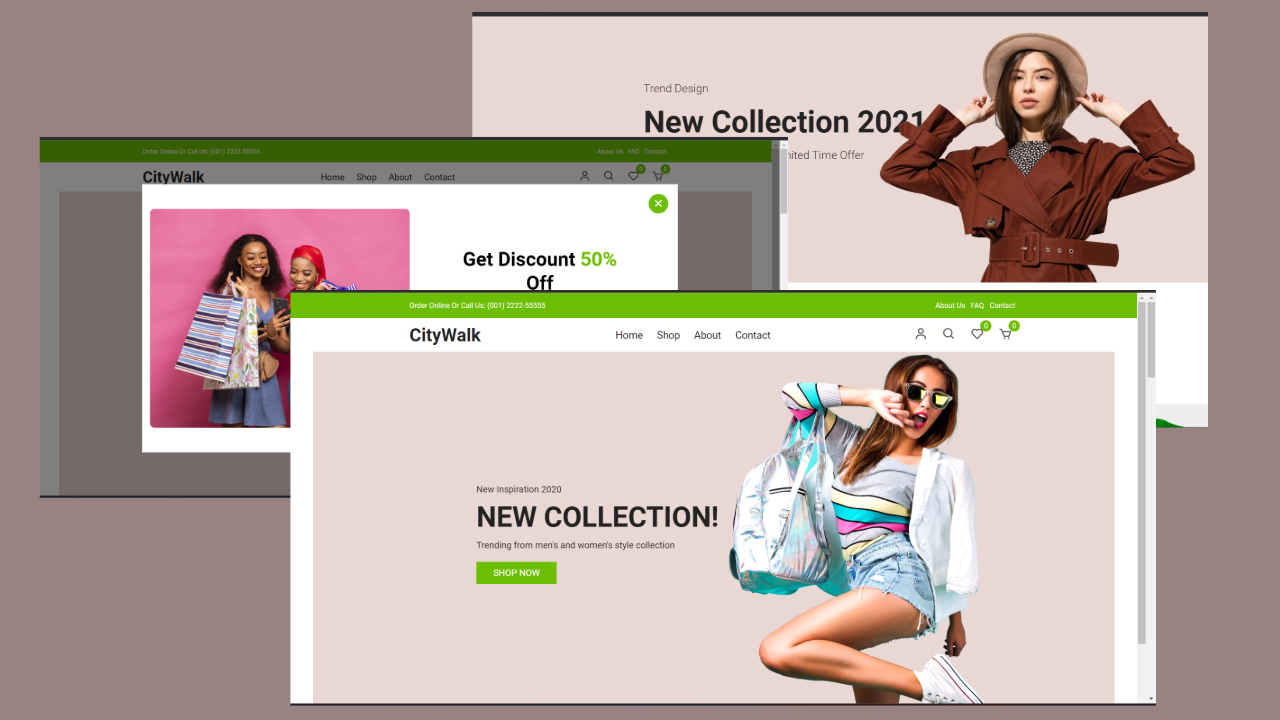 Trend Design
New Collection 2021
ited Time Offer
Order Online Or Call Us: (001) 2222-55555
About Us FAQ Contact
CityWalk
Home Shop About Contact
0 0
Get Discount 50%
Off
Order Online Or Call Us: (001) 2222-55555
About Us FAQ Contact
CityWalk
Home Shop About Contact
0 0
New Inspiration 2020
NEW COLLECTION!
Trending from men's and women's style collection
SHOP NOW